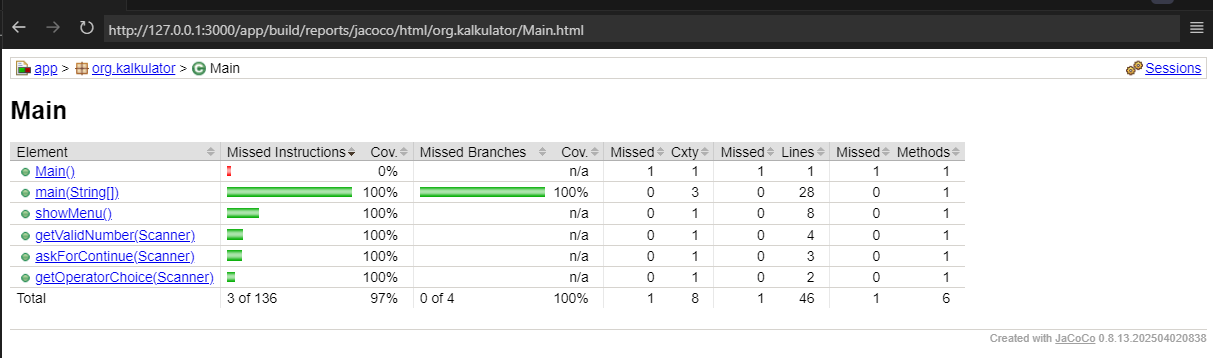 http://127.0.0.1:3000/app/build/reports/jacoco/html/org.kalkulator/Main.html
app > org.kalkulator > Main Sessions
Main
Element Missed Instructions Cov. Missed Branches Cov. Missed Cxty Missed Lines Missed Methods
Main() 0% n/a 1 1 1 1 1 1
main(String[]) 100% 100% 0 3 0 28 0 1
showMenu() 100% n/a 0 1 0 8 0 1
getValidNumber(Scanner) 100% n/a 0 1 0 4 0 1
askForContinue(Scanner) 100% n/a 0 1 0 3 0 1
getOperatorChoice(Scanner) 100% n/a 0 1 0 2 0 1
Total 3 of 136 97% 0 of 4 100% 1 8 1 46 1 6
Created with JaCoCo 0.8.13.202504020838